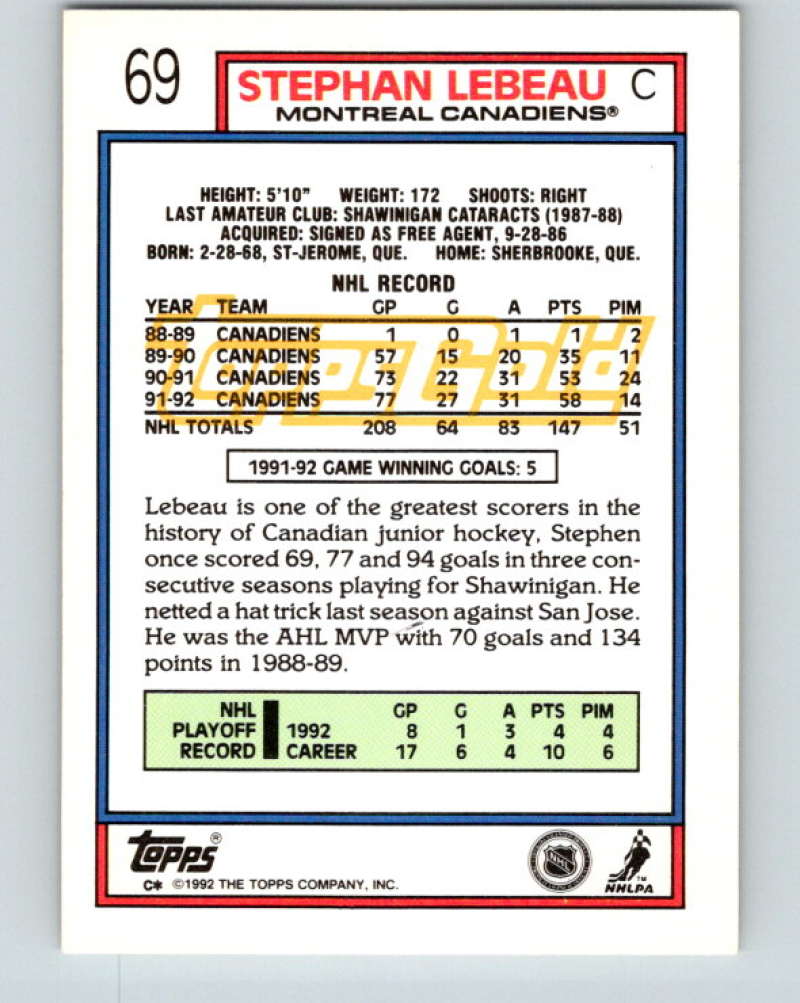 69
STEPHAN LEBEAU C
MONTREAL CANADIENS®
HEIGHT: 5'10" WEIGHT: 172 SHOOTS: RIGHT
LAST AMATEUR CLUB: SHAWINIGAN CATARACTS (1987-88)
ACQUIRED: SIGNED AS FREE AGENT, 9-28-86
BORN: 2-28-68, ST-JEROME, QUE. HOME: SHERBROOKE, QUE.
NHL RECORD
YEAR TEAM GP G A PTS PIM
88-89 CANADIENS 1 0 1 1 2
89-90 CANADIENS 57 15 20 35 11
90-91 CANADIENS 73 22 31 53 24
91-92 CANADIENS 77 27 31 58 14
NHL TOTALS 208 64 83 147 51
Topps Gold
1991-92 GAME WINNING GOALS: 5
Lebeau is one of the greatest scorers in the
history of Canadian junior hockey, Stephen
once scored 69, 77 and 94 goals in three con-
secutive seasons playing for Shawinigan. He
netted a hat trick last season against San Jose.
He was the AHL MVP with 70 goals and 134
points in 1988-89.
NHL GP G A PTS PIM
PLAYOFF 1992 8 1 3 4 4
RECORD CAREER 17 6 4 10 6
TOPPS®
C* ©1992 THE TOPPS COMPANY, INC.
NHL
TM
NHLPA